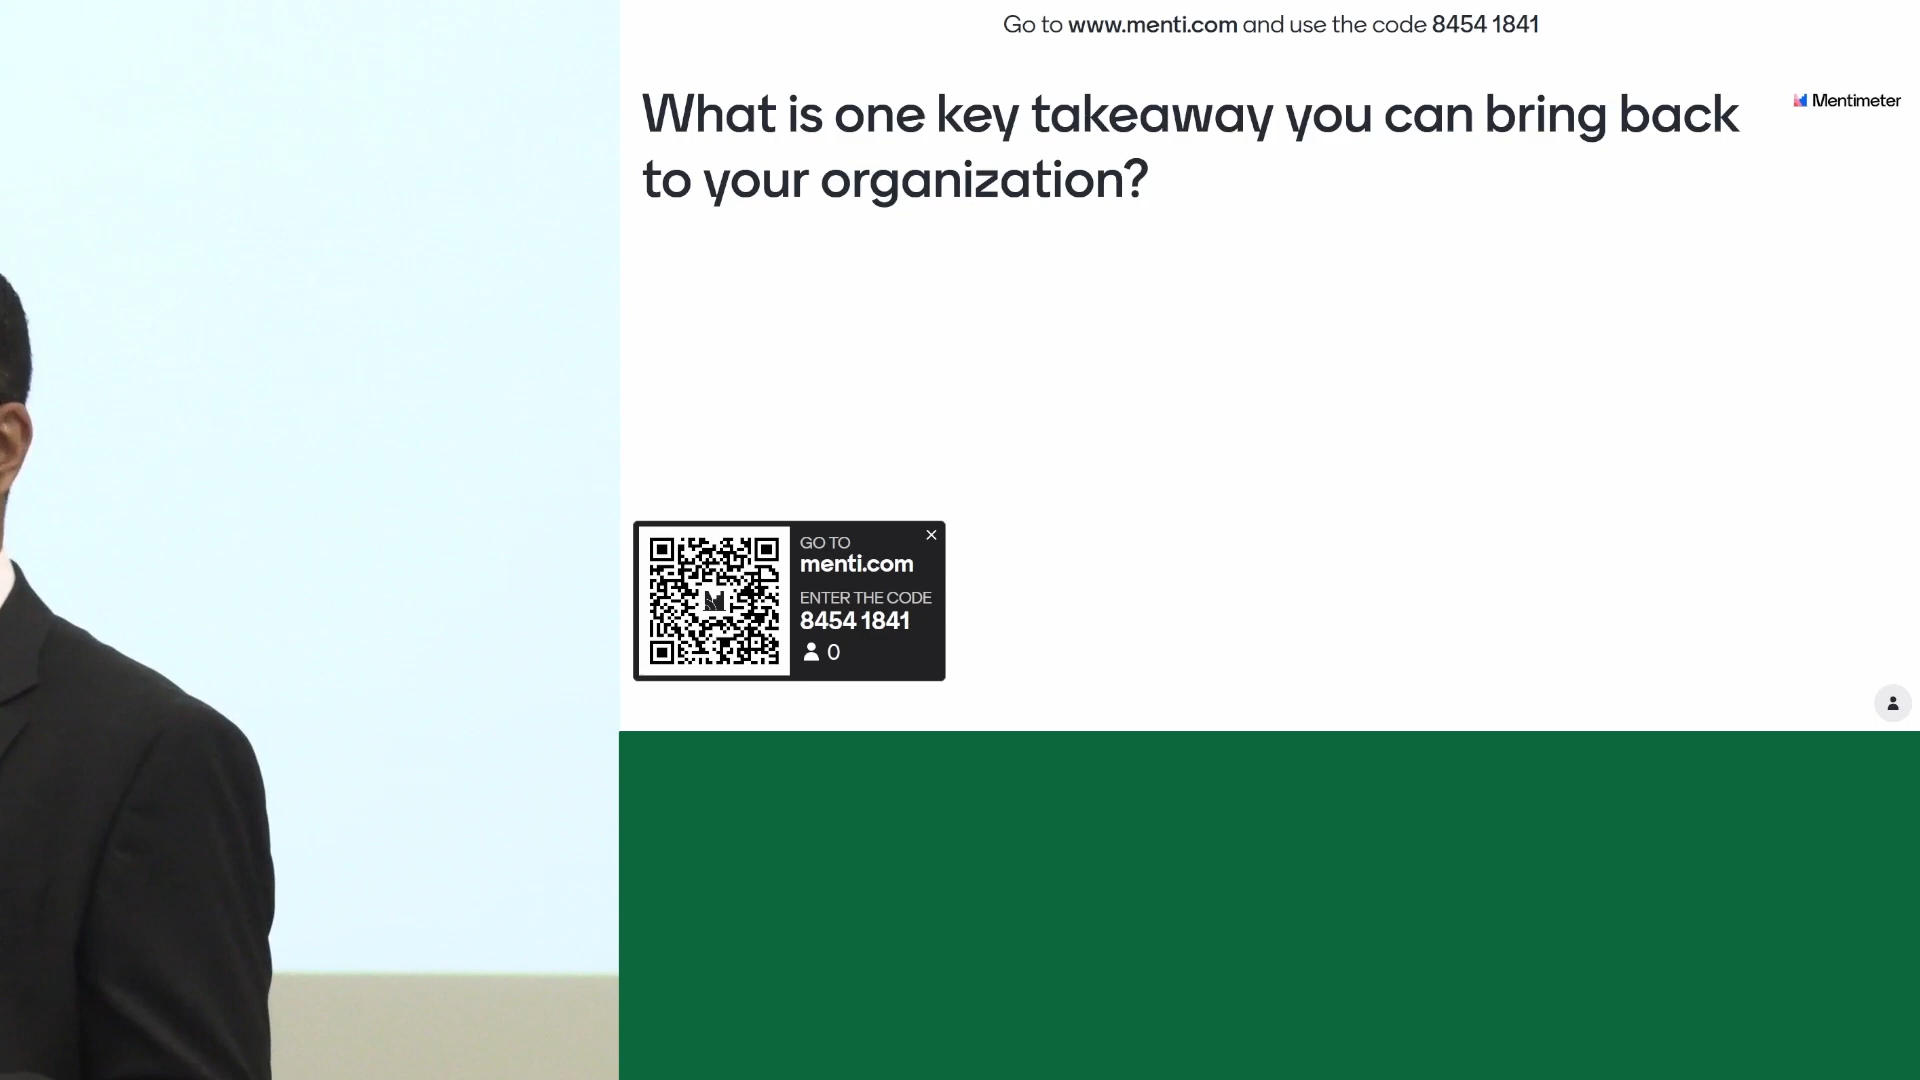 Go to www.menti.com and use the code 8454 1841
What is one key takeaway you can bring back
to your organization?
Mentimeter
GO TO
menti.com
ENTER THE CODE
8454 1841
0